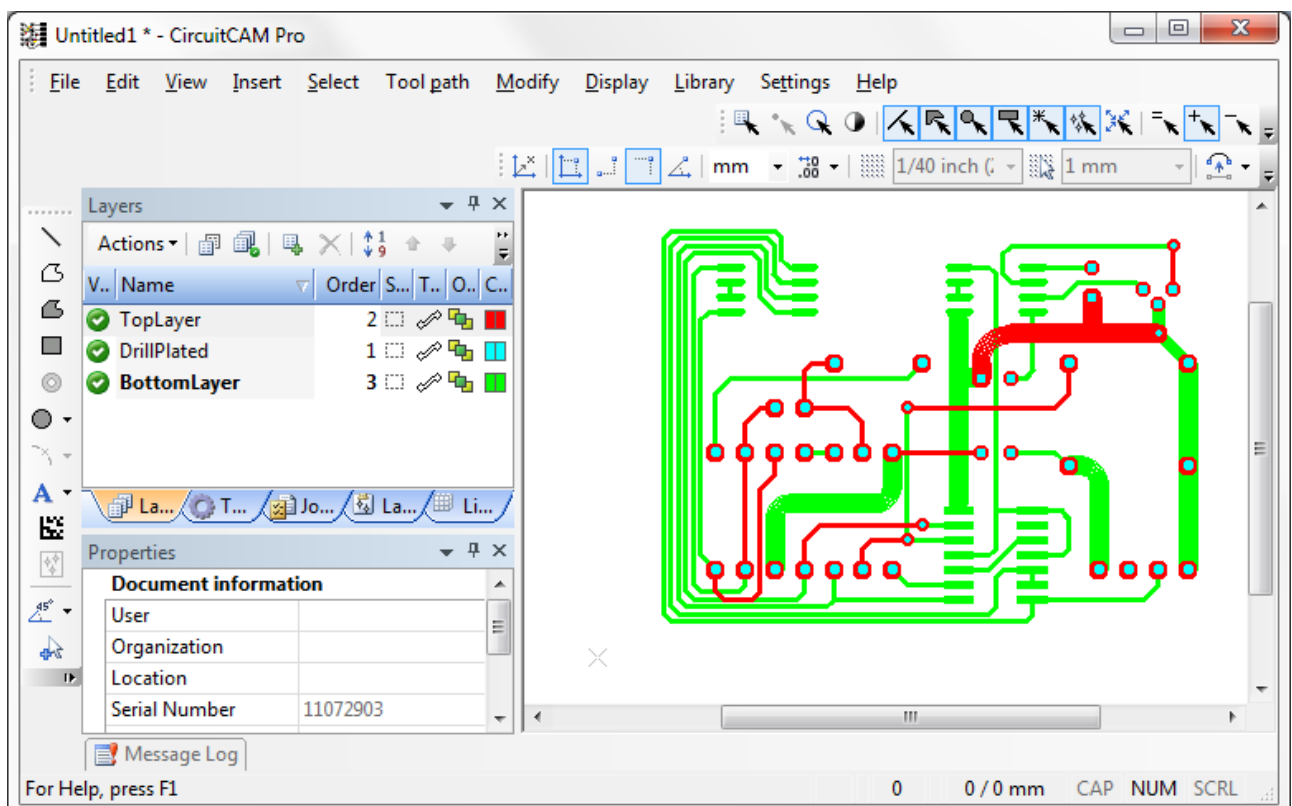 Untitled1 * - CircuitCAM Pro
File Edit View Insert Select Tool path Modify Display Library Settings Help
mm 1/40 inch (2 1 mm
Layers
Actions
V.. Name Order S... T.. O.. C..
TopLayer 2
DrillPlated 1
BottomLayer 3
La... T... Jo... La... Li...
Properties
Document information
User
Organization
Location
Serial Number 11072903
Message Log
For Help, press F1 0 0 / 0 mm CAP NUM SCRL